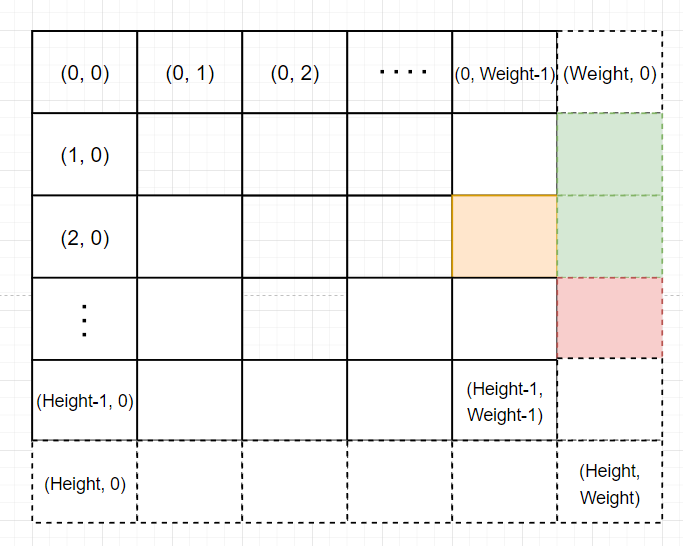 (0, 0) (0, 1) (0, 2) ···· (0, Weight-1) (Weight, 0)
(1, 0)
(2, 0)
⋮
(Height-1, 0) (Height-1,
Weight-1)
(Height, 0) (Height,
Weight)